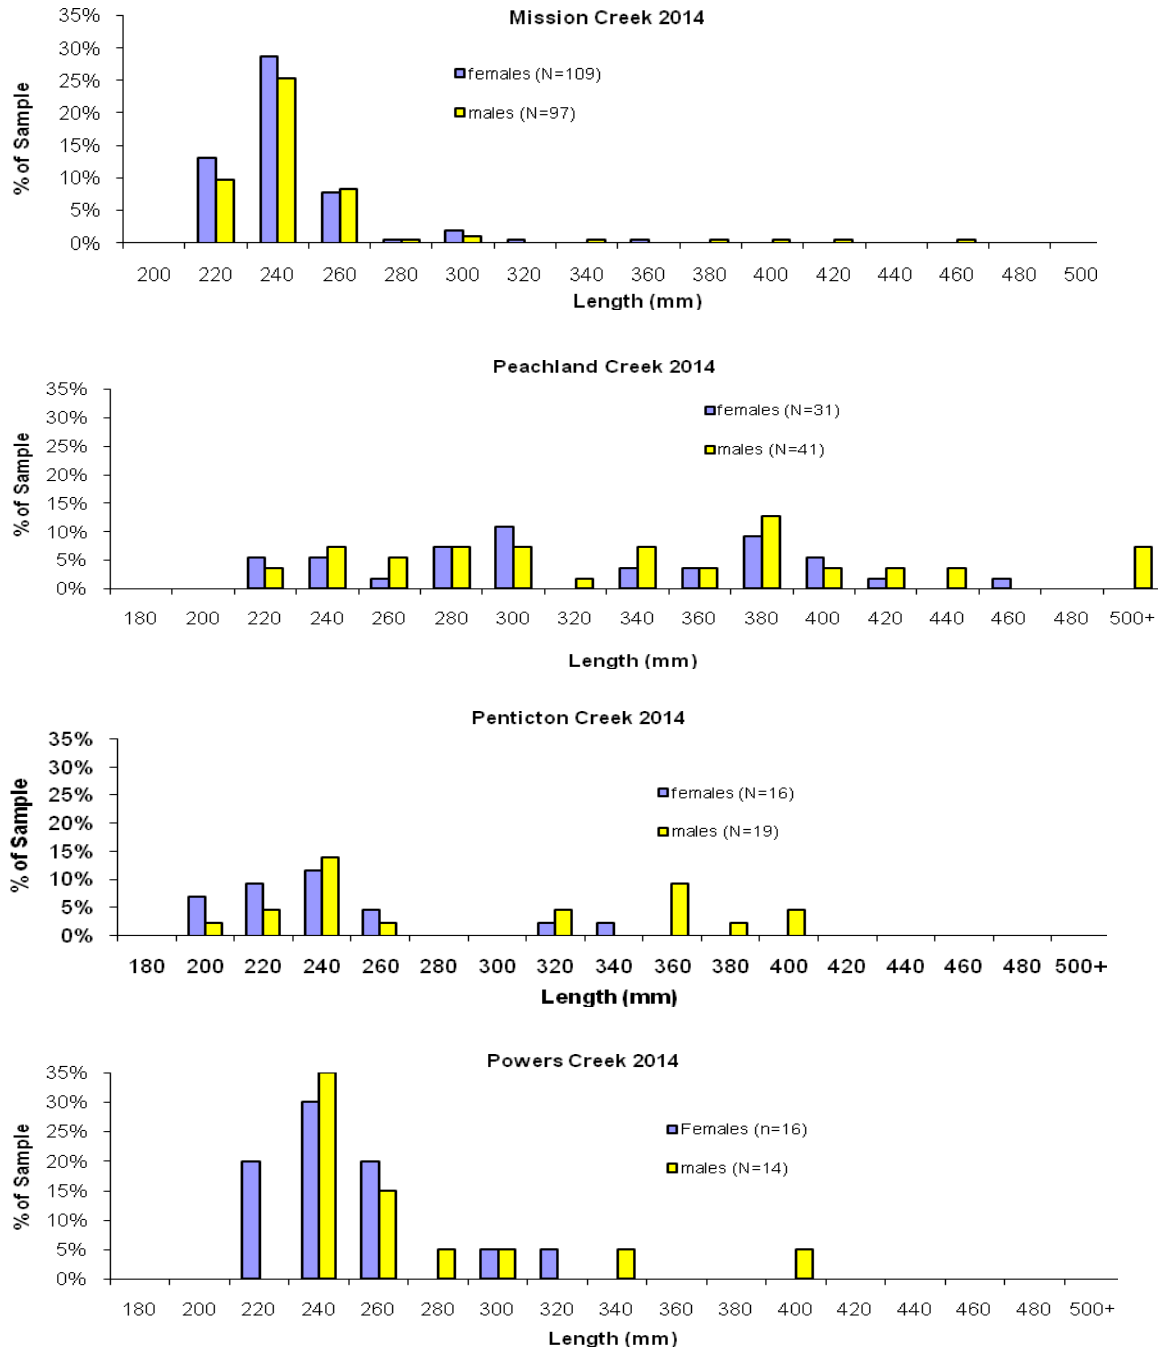 Mission Creek 2014
35%
30%
25%
20%
15%
10%
5%
0%
% of Sample
females (N=109)
males (N=97)
200 220 240 260 280 300 320 340 360 380 400 420 440 460 480 500
Length (mm)
Peachland Creek 2014
35%
30%
25%
20%
15%
10%
5%
0%
% of Sample
females (N=31)
males (N=41)
180 200 220 240 260 280 300 320 340 360 380 400 420 440 460 480 500+
Length (mm)
Penticton Creek 2014
35%
30%
25%
20%
15%
10%
5%
0%
% of Sample
females (N=16)
males (N=19)
180 200 220 240 260 280 300 320 340 360 380 400 420 440 460 480 500+
Length (mm)
Powers Creek 2014
35%
30%
25%
20%
15%
10%
5%
0%
% of Sample
Females (n=16)
males (N=14)
180 200 220 240 260 280 300 320 340 360 380 400 420 440 460 480 500+
Length (mm)